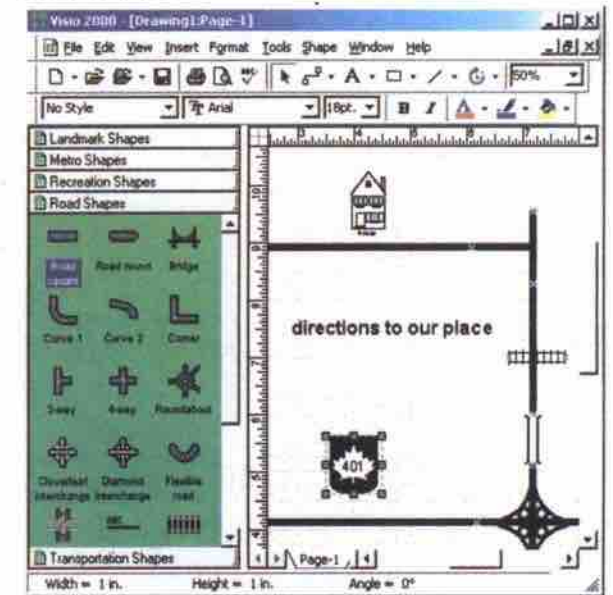 Visio 2000 - [Drawing1:Page-1]
File Edit View Insert Format Tools Shape Window Help
A 50%
No Style Arial 18pt. B I A
Landmark Shapes
Metro Shapes
Recreation Shapes
Road Shapes
Road square Road round Bridge
Curve 1 Curve 2 Corner
3-way 4-way Roundabout
Cloverleaf interchange Diamond interchange Flexible road
directions to our place
401
Transportation Shapes
Page-1
Width = 1 in. Height = 1 in. Angle = 0°